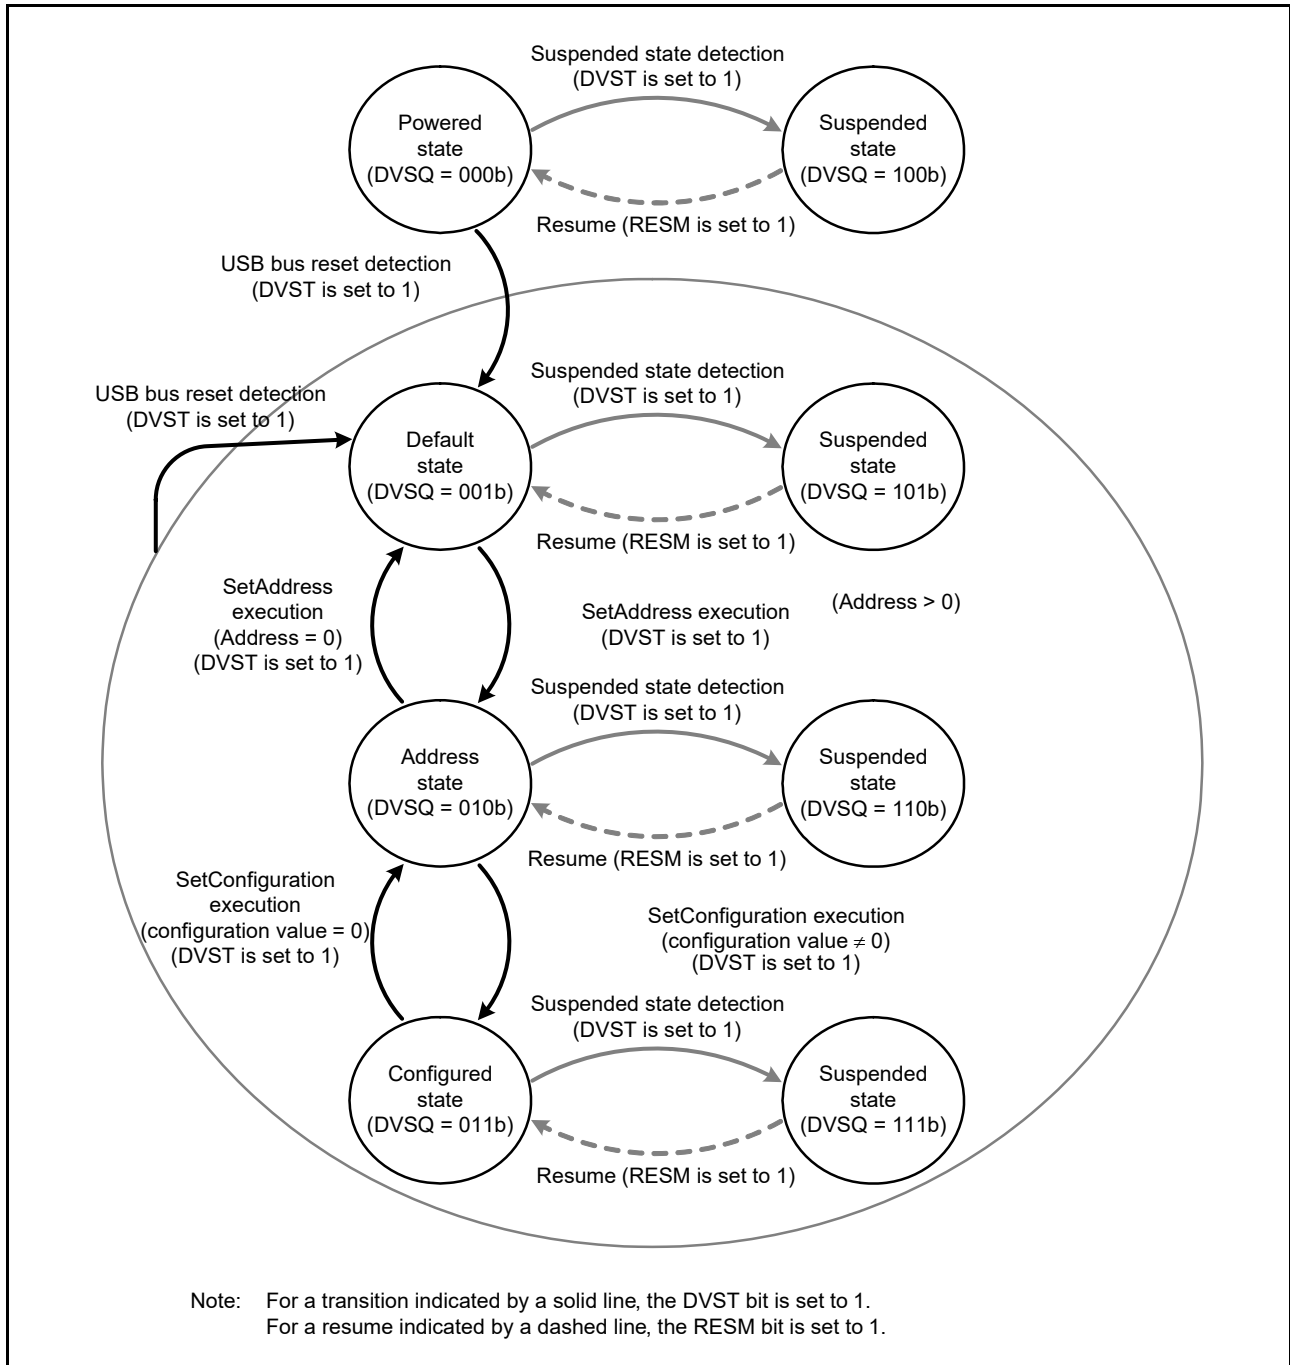 Suspended state detection
(DVST is set to 1)
Powered
state
(DVSQ = 000b)
Suspended
state
(DVSQ = 100b)
Resume (RESM is set to 1)
USB bus reset detection
(DVST is set to 1)
USB bus reset detection
(DVST is set to 1)
Suspended state detection
(DVST is set to 1)
Default
state
(DVSQ = 001b)
Suspended
state
(DVSQ = 101b)
Resume (RESM is set to 1)
SetAddress
execution
(Address = 0)
(DVST is set to 1)
SetAddress execution
(DVST is set to 1)
(Address > 0)
Suspended state detection
(DVST is set to 1)
Address
state
(DVSQ = 010b)
Suspended
state
(DVSQ = 110b)
Resume (RESM is set to 1)
SetConfiguration
execution
(configuration value = 0)
(DVST is set to 1)
SetConfiguration execution
(configuration value ≠ 0)
(DVST is set to 1)
Suspended state detection
(DVST is set to 1)
Configured
state
(DVSQ = 011b)
Suspended
state
(DVSQ = 111b)
Resume (RESM is set to 1)
Note: For a transition indicated by a solid line, the DVST bit is set to 1.
For a resume indicated by a dashed line, the RESM bit is set to 1.